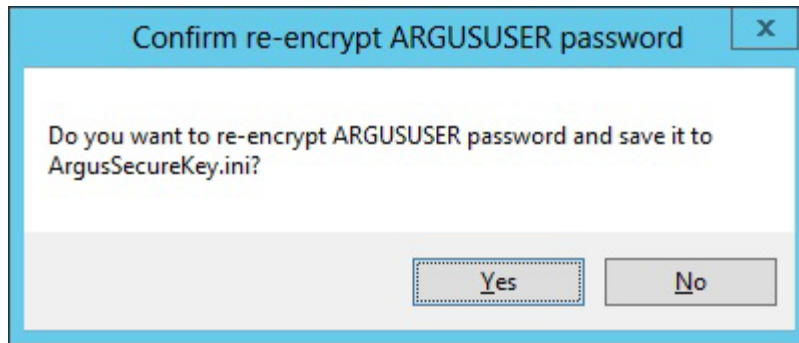 Confirm re-encrypt ARGUSUSER password
x
Do you want to re-encrypt ARGUSUSER password and save it to
ArgusSecureKey.ini?
Yes
No